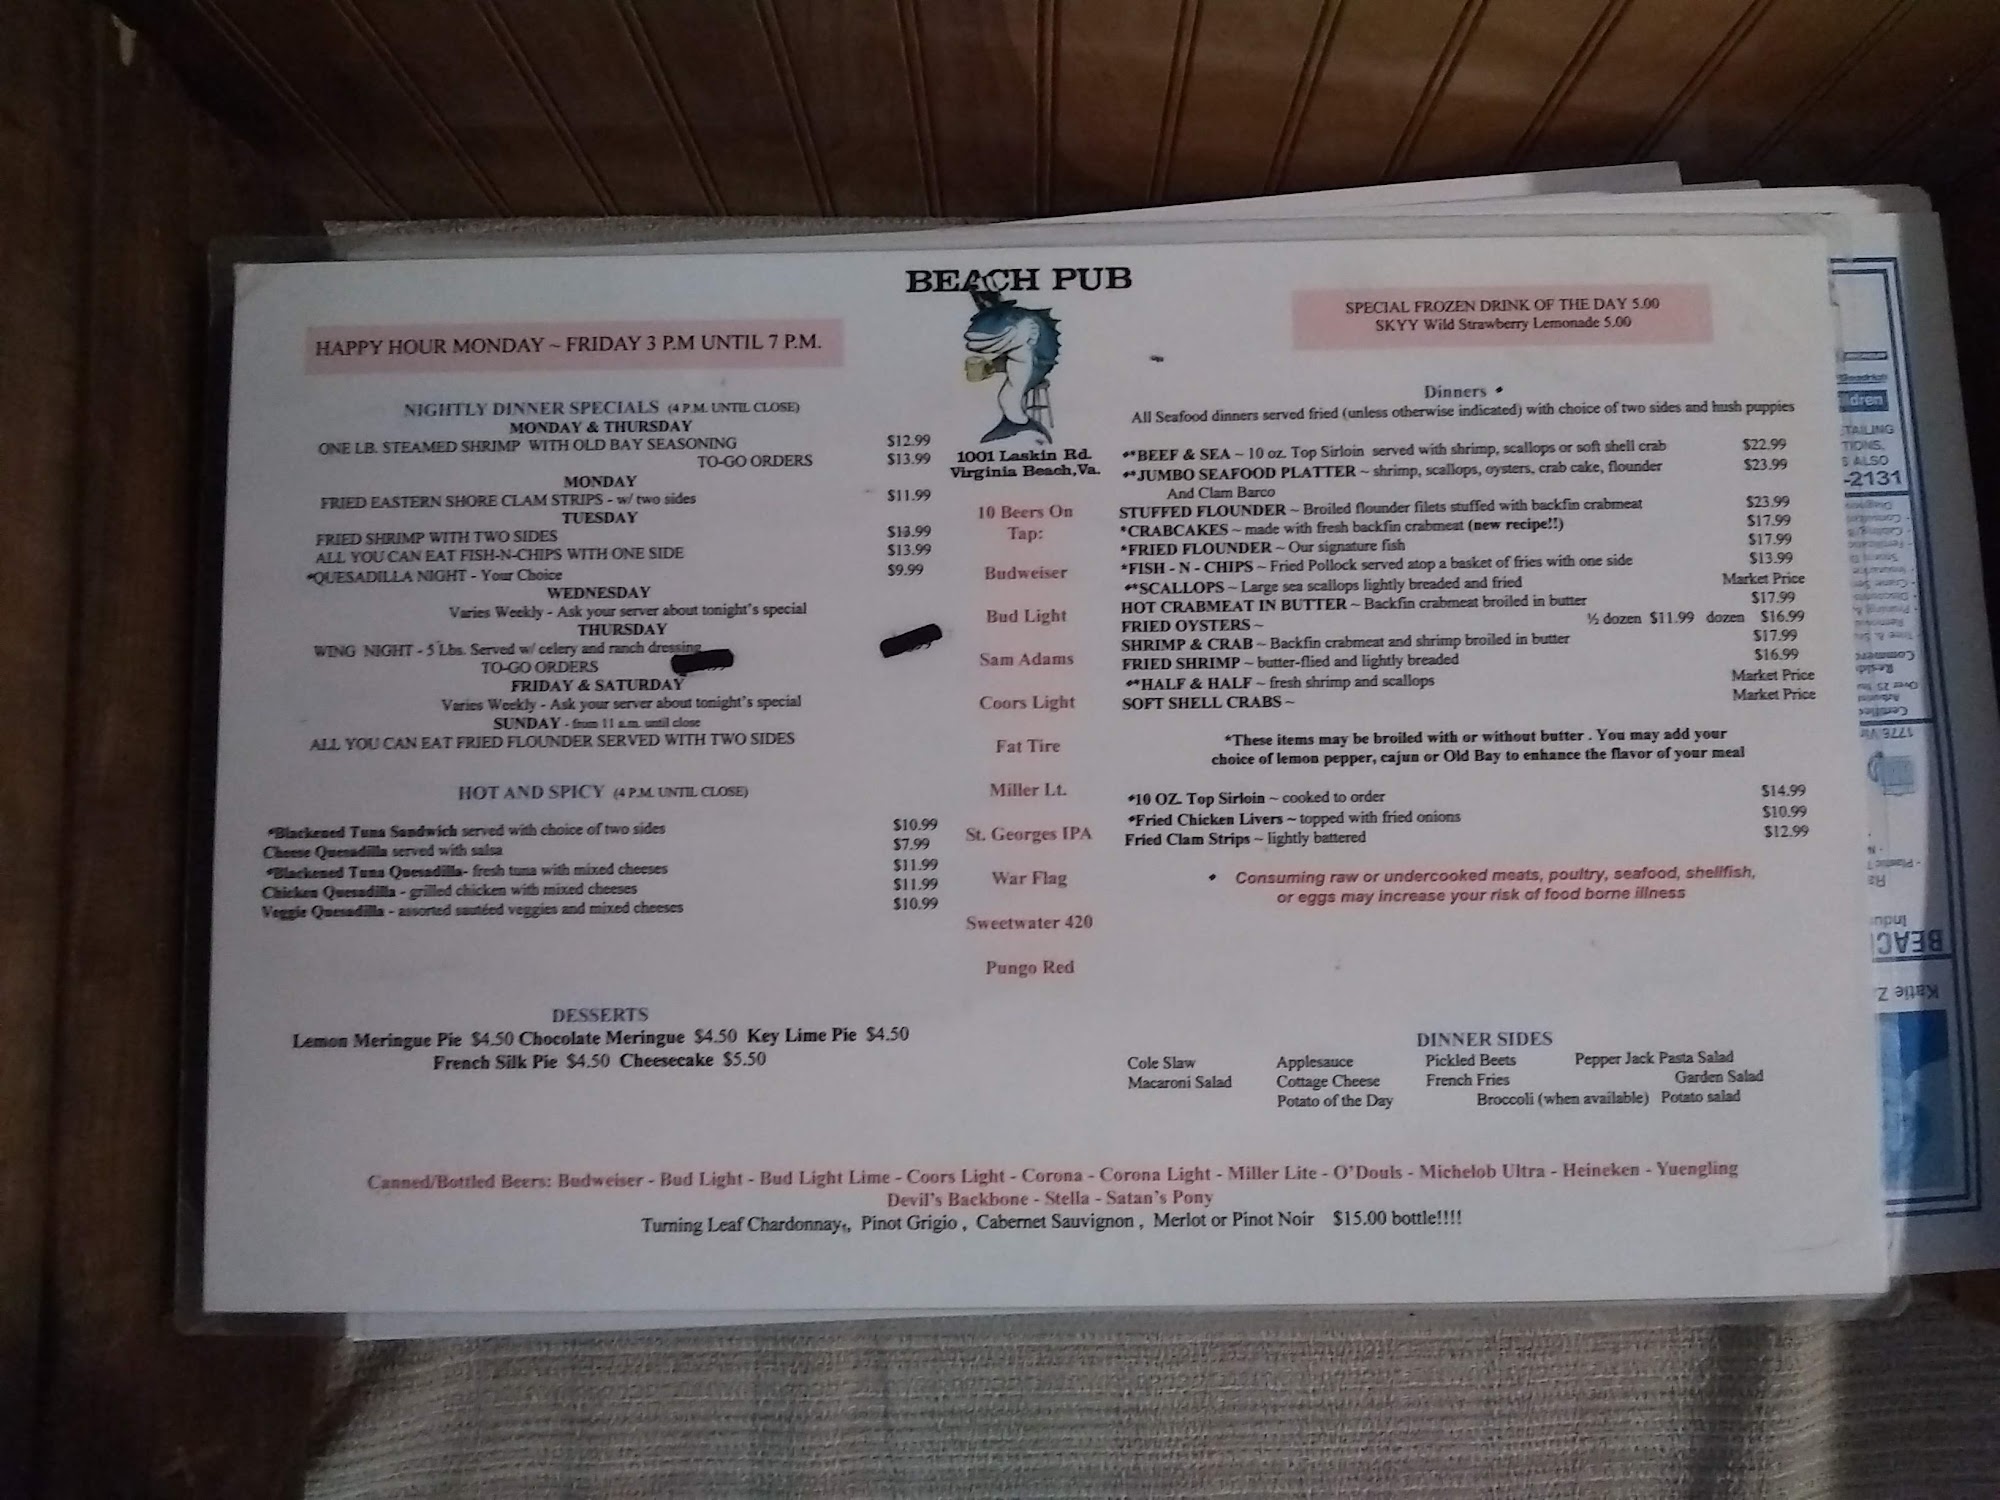 BEACH PUB
1001 Laskin Rd.
Virginia Beach,Va.
HAPPY HOUR MONDAY ~ FRIDAY 3 P.M UNTIL 7 P.M.
NIGHTLY DINNER SPECIALS (4 P.M. UNTIL CLOSE)
MONDAY & THURSDAY
ONE LB. STEAMED SHRIMP WITH OLD BAY SEASONING $12.99
TO-GO ORDERS $13.99
MONDAY
FRIED EASTERN SHORE CLAM STRIPS - w/ two sides $11.99
TUESDAY
FRIED SHRIMP WITH TWO SIDES $13.99
ALL YOU CAN EAT FISH-N-CHIPS WITH ONE SIDE $13.99
*QUESADILLA NIGHT - Your Choice $9.99
WEDNESDAY
Varies Weekly - Ask your server about tonight's special
THURSDAY
WING NIGHT - 5 Lbs. Served w/ celery and ranch dressing
TO-GO ORDERS
FRIDAY & SATURDAY
Varies Weekly - Ask your server about tonight's special
SUNDAY - from 11 a.m. until close
ALL YOU CAN EAT FRIED FLOUNDER SERVED WITH TWO SIDES
HOT AND SPICY (4 P.M. UNTIL CLOSE)
*Blackened Tuna Sandwich served with choice of two sides $10.99
Cheese Quesadilla served with salsa $7.99
*Blackened Tuna Quesadilla- fresh tuna with mixed cheeses $11.99
Chicken Quesadilla - grilled chicken with mixed cheeses $11.99
Veggie Quesadilla - assorted sautéed veggies and mixed cheeses $10.99
DESSERTS
Lemon Meringue Pie $4.50 Chocolate Meringue $4.50 Key Lime Pie $4.50
French Silk Pie $4.50 Cheesecake $5.50
10 Beers On
Tap:
Budweiser
Bud Light
Sam Adams
Coors Light
Fat Tire
Miller Lt.
St. Georges IPA
War Flag
Sweetwater 420
Pungo Red
SPECIAL FROZEN DRINK OF THE DAY 5.00
SKYY Wild Strawberry Lemonade 5.00
Dinners •
All Seafood dinners served fried (unless otherwise indicated) with choice of two sides and hush puppies
**BEEF & SEA ~ 10 oz. Top Sirloin served with shrimp, scallops or soft shell crab $22.99
**JUMBO SEAFOOD PLATTER ~ shrimp, scallops, oysters, crab cake, flounder $23.99
And Clam Barco
STUFFED FLOUNDER ~ Broiled flounder filets stuffed with backfin crabmeat $23.99
*CRABCAKES ~ made with fresh backfin crabmeat (new recipe!!) $17.99
*FRIED FLOUNDER ~ Our signature fish $17.99
*FISH - N - CHIPS ~ Fried Pollock served atop a basket of fries with one side $13.99
**SCALLOPS ~ Large sea scallops lightly breaded and fried Market Price
HOT CRABMEAT IN BUTTER ~ Backfin crabmeat broiled in butter $17.99
FRIED OYSTERS ~ ½ dozen $11.99 dozen $16.99
SHRIMP & CRAB ~ Backfin crabmeat and shrimp broiled in butter $17.99
FRIED SHRIMP ~ butter-flied and lightly breaded $16.99
**HALF & HALF ~ fresh shrimp and scallops Market Price
SOFT SHELL CRABS ~ Market Price
*These items may be broiled with or without butter . You may add your
choice of lemon pepper, cajun or Old Bay to enhance the flavor of your meal
*10 OZ. Top Sirloin ~ cooked to order $14.99
*Fried Chicken Livers ~ topped with fried onions $10.99
Fried Clam Strips ~ lightly battered $12.99
• Consuming raw or undercooked meats, poultry, seafood, shellfish,
or eggs may increase your risk of food borne illness
DINNER SIDES
Cole Slaw Applesauce Pickled Beets Pepper Jack Pasta Salad
Macaroni Salad Cottage Cheese French Fries Garden Salad
Potato of the Day Broccoli (when available) Potato salad
Canned/Bottled Beers: Budweiser - Bud Light - Bud Light Lime - Coors Light - Corona - Corona Light - Miller Lite - O'Douls - Michelob Ultra - Heineken - Yuengling
Devil's Backbone - Stella - Satan's Pony
Turning Leaf Chardonnay,, Pinot Grigio , Cabernet Sauvignon , Merlot or Pinot Noir $15.00 bottle!!!!
ldren
TAILING
TIONS,
ALSO
-2131
BEAC
Katie Z